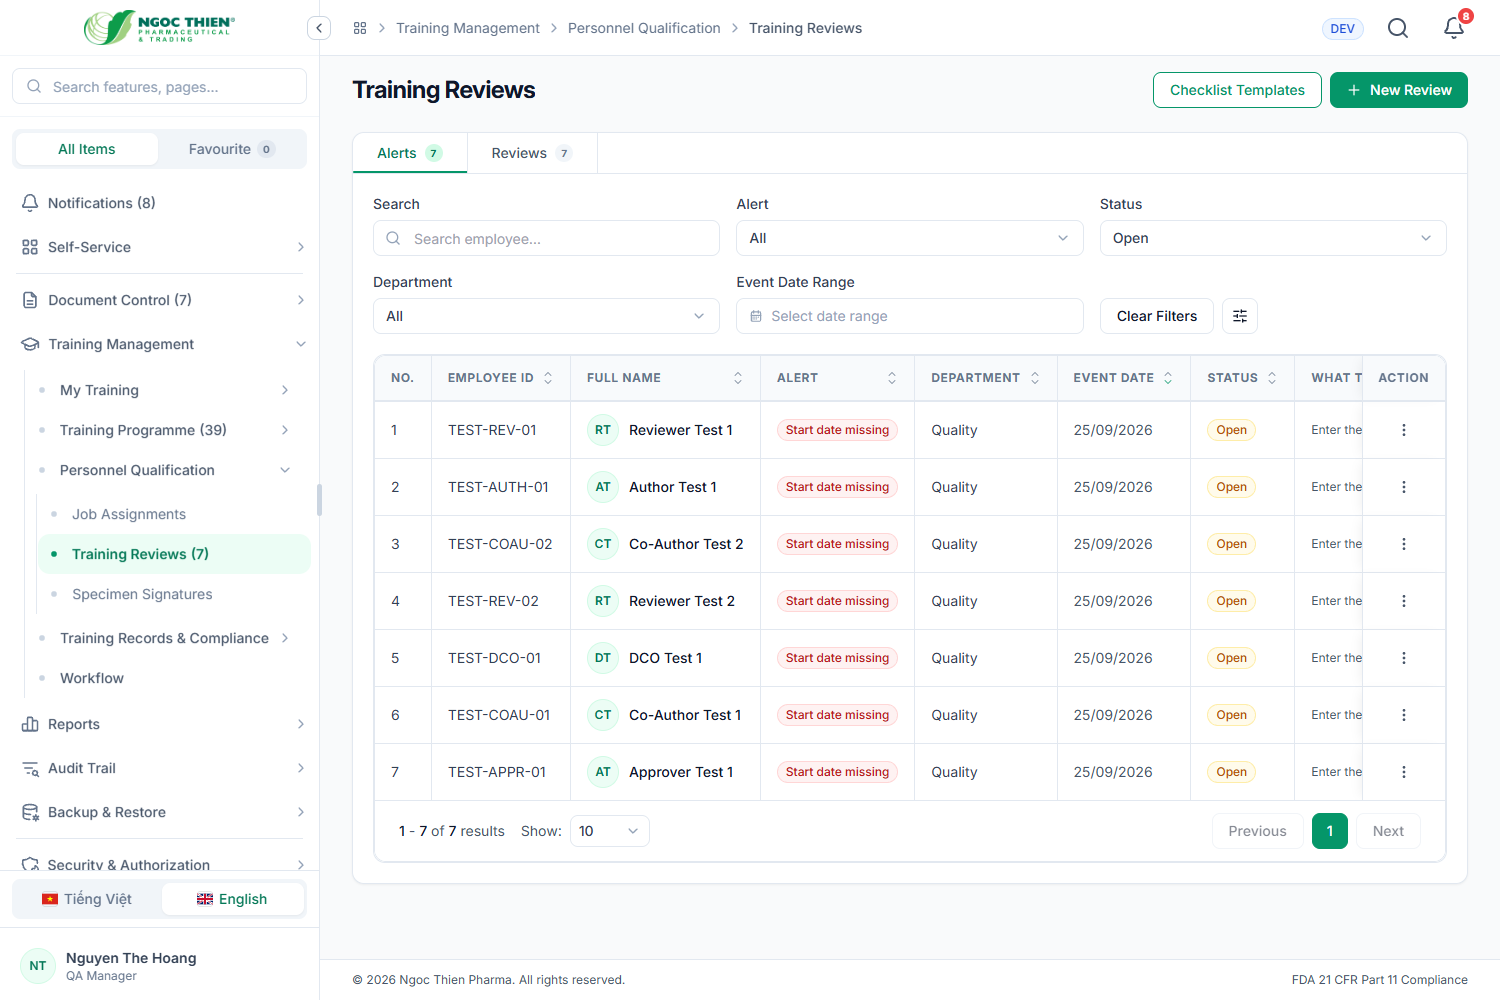 NGOC THIEN®
PHARMACEUTICAL
& TRADING
Search features, pages...
All Items
Favourite 0
Notifications (8)
Self-Service
Document Control (7)
Training Management
My Training
Training Programme (39)
Personnel Qualification
Job Assignments
Training Reviews (7)
Specimen Signatures
Training Records & Compliance
Workflow
Reports
Audit Trail
Backup & Restore
Security & Authorization
Tiếng Việt
English
NT
Nguyen The Hoang
QA Manager
Training Management
Personnel Qualification
Training Reviews
DEV
8
Training Reviews
Checklist Templates
New Review
Alerts 7
Reviews 7
Search
Search employee...
Alert
All
Status
Open
Department
All
Event Date Range
Select date range
Clear Filters
NO. EMPLOYEE ID FULL NAME ALERT DEPARTMENT EVENT DATE STATUS WHAT T ACTION
1 TEST-REV-01 RT Reviewer Test 1 Start date missing Quality 25/09/2026 Open Enter the
2 TEST-AUTH-01 AT Author Test 1 Start date missing Quality 25/09/2026 Open Enter the
3 TEST-COAU-02 CT Co-Author Test 2 Start date missing Quality 25/09/2026 Open Enter the
4 TEST-REV-02 RT Reviewer Test 2 Start date missing Quality 25/09/2026 Open Enter the
5 TEST-DCO-01 DT DCO Test 1 Start date missing Quality 25/09/2026 Open Enter the
6 TEST-COAU-01 CT Co-Author Test 1 Start date missing Quality 25/09/2026 Open Enter the
7 TEST-APPR-01 AT Approver Test 1 Start date missing Quality 25/09/2026 Open Enter the
1 - 7 of 7 results Show: 10
Previous 1 Next
© 2026 Ngoc Thien Pharma. All rights reserved.
FDA 21 CFR Part 11 Compliance